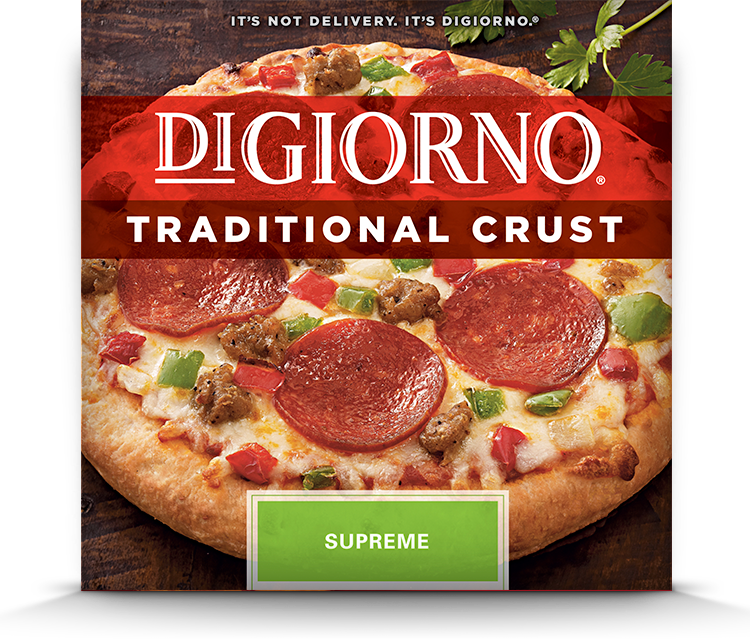 IT'S NOT DELIVERY. IT'S DIGIORNO.®
DIGIORNO®
TRADITIONAL CRUST
SUPREME